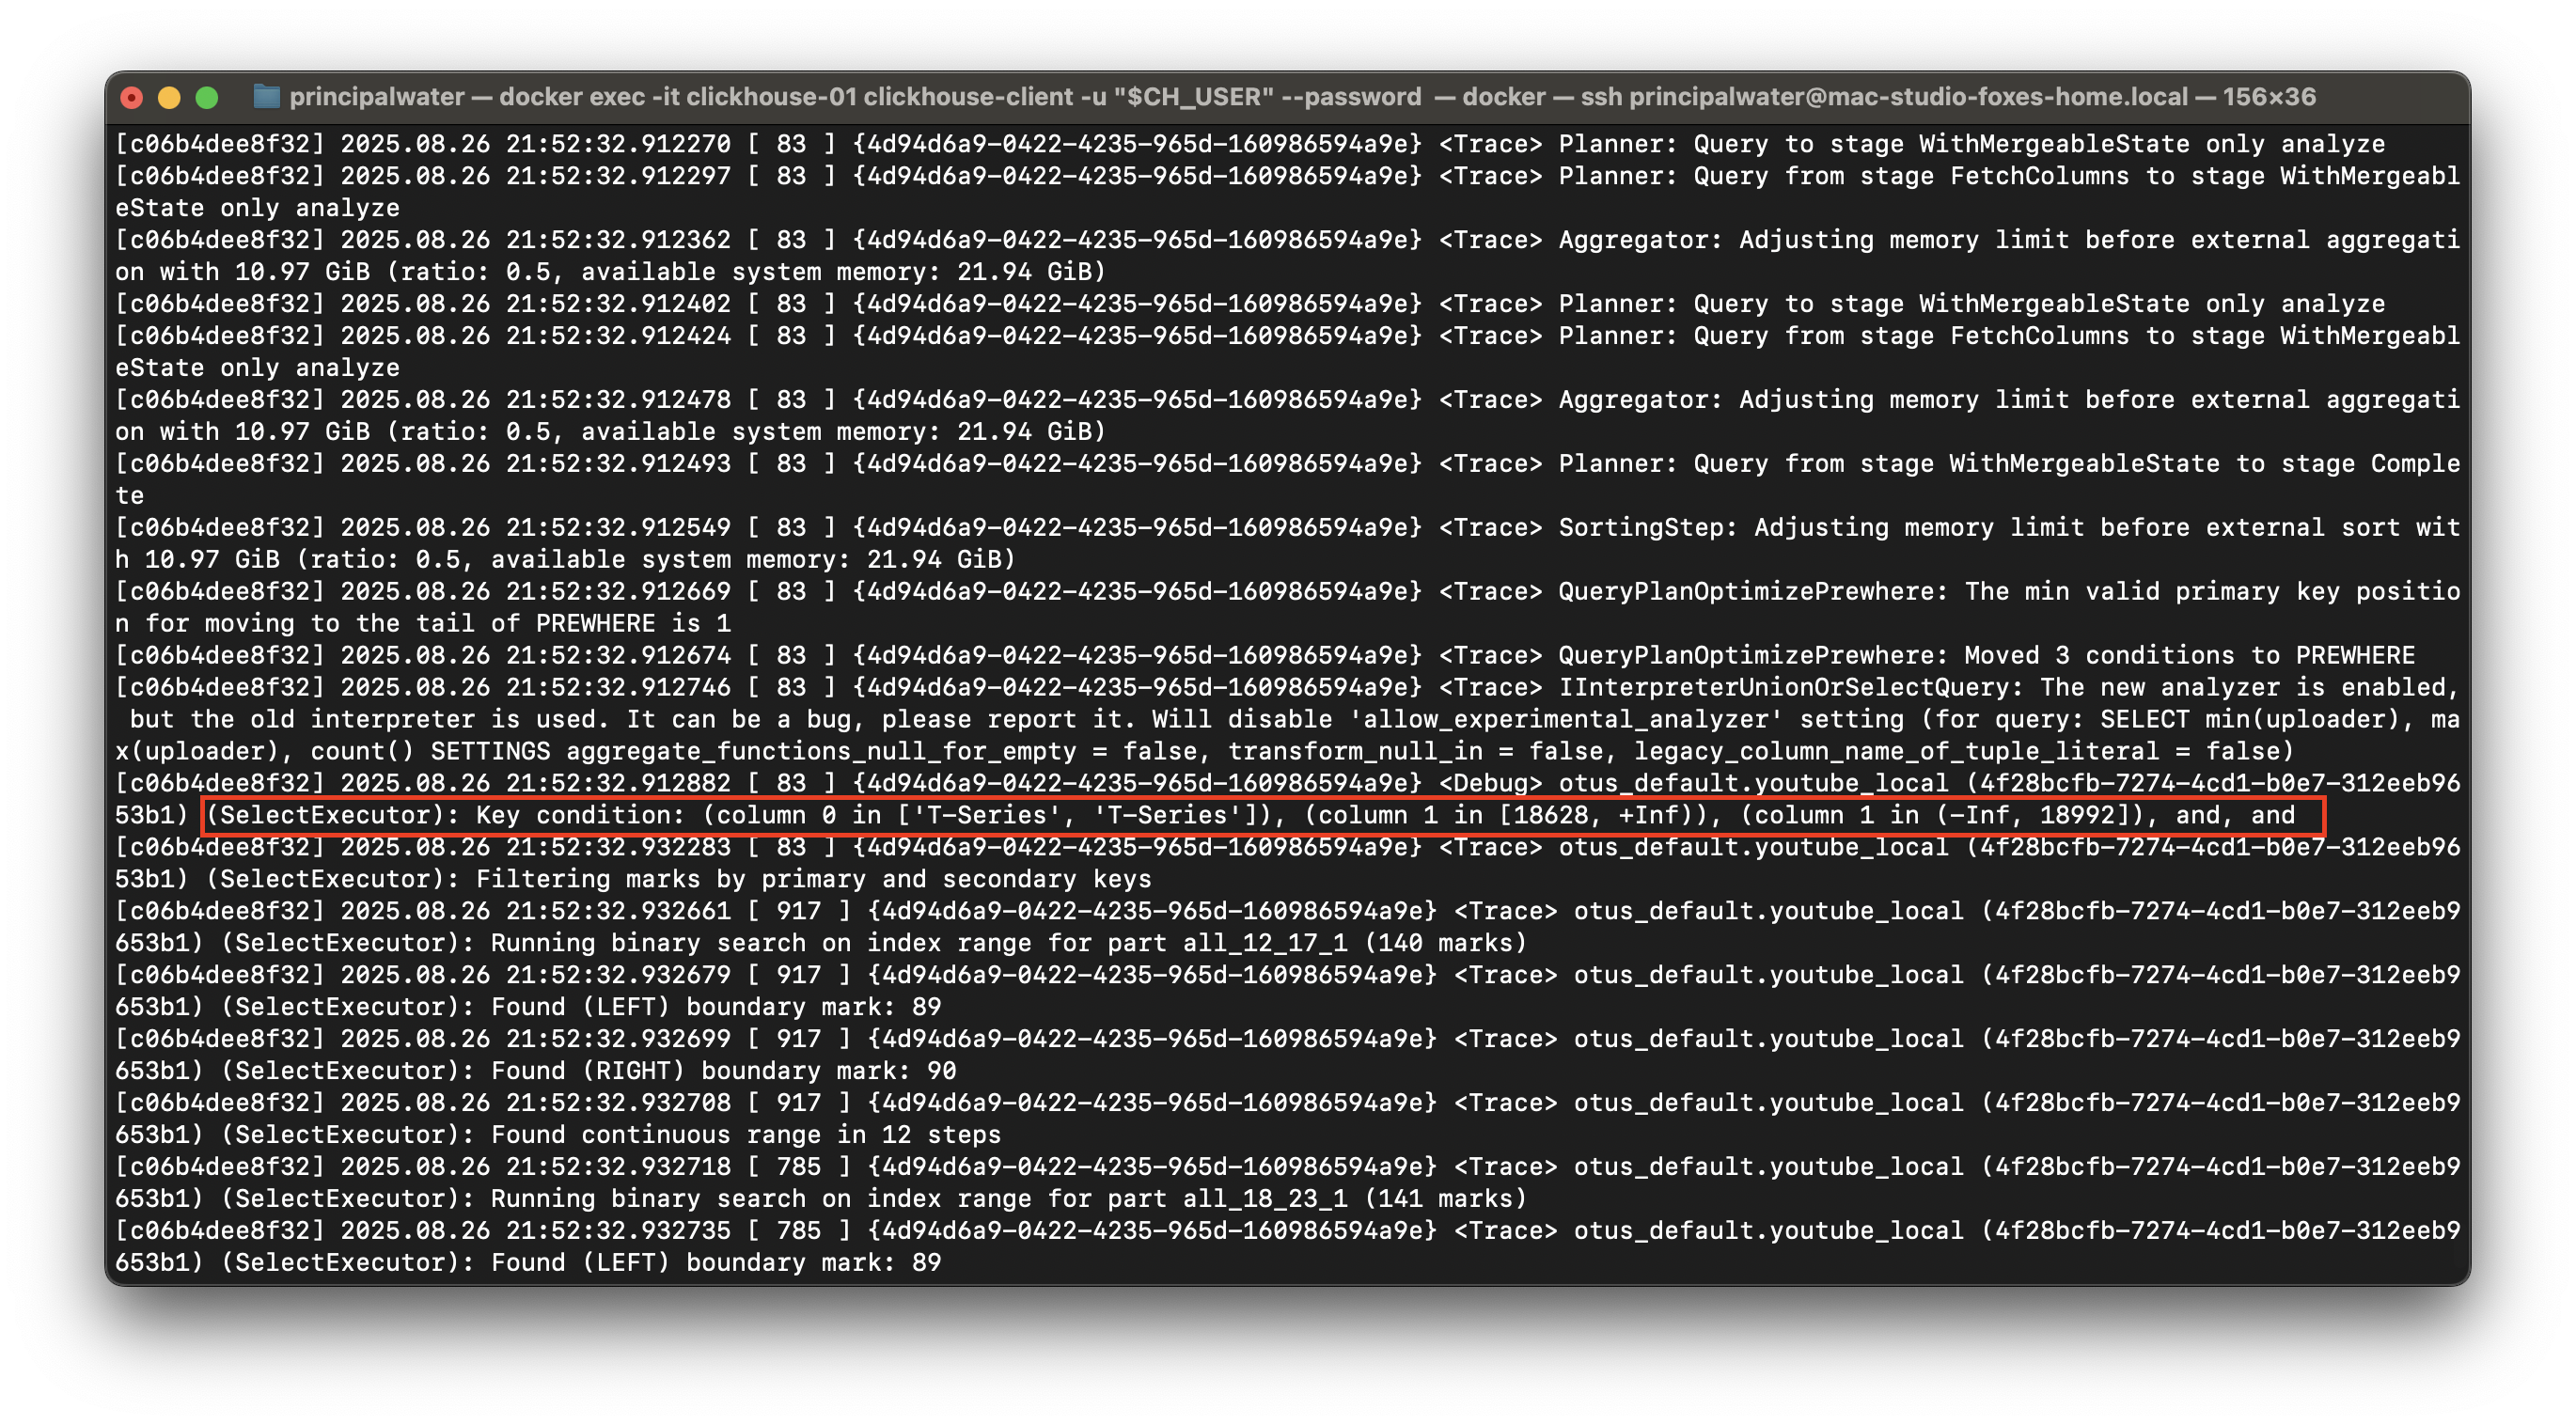 principalwater — docker exec -it clickhouse-01 clickhouse-client -u "$CH_USER" --password — docker — ssh principalwater@mac-studio-foxes-home.local — 156×36
[c06b4dee8f32] 2025.08.26 21:52:32.912270 [ 83 ] {4d94d6a9-0422-4235-965d-160986594a9e} <Trace> Planner: Query to stage WithMergeableState only analyze
[c06b4dee8f32] 2025.08.26 21:52:32.912297 [ 83 ] {4d94d6a9-0422-4235-965d-160986594a9e} <Trace> Planner: Query from stage FetchColumns to stage WithMergeabl
eState only analyze
[c06b4dee8f32] 2025.08.26 21:52:32.912362 [ 83 ] {4d94d6a9-0422-4235-965d-160986594a9e} <Trace> Aggregator: Adjusting memory limit before external aggregati
on with 10.97 GiB (ratio: 0.5, available system memory: 21.94 GiB)
[c06b4dee8f32] 2025.08.26 21:52:32.912402 [ 83 ] {4d94d6a9-0422-4235-965d-160986594a9e} <Trace> Planner: Query to stage WithMergeableState only analyze
[c06b4dee8f32] 2025.08.26 21:52:32.912424 [ 83 ] {4d94d6a9-0422-4235-965d-160986594a9e} <Trace> Planner: Query from stage FetchColumns to stage WithMergeabl
eState only analyze
[c06b4dee8f32] 2025.08.26 21:52:32.912478 [ 83 ] {4d94d6a9-0422-4235-965d-160986594a9e} <Trace> Aggregator: Adjusting memory limit before external aggregati
on with 10.97 GiB (ratio: 0.5, available system memory: 21.94 GiB)
[c06b4dee8f32] 2025.08.26 21:52:32.912493 [ 83 ] {4d94d6a9-0422-4235-965d-160986594a9e} <Trace> Planner: Query from stage WithMergeableState to stage Comple
te
[c06b4dee8f32] 2025.08.26 21:52:32.912549 [ 83 ] {4d94d6a9-0422-4235-965d-160986594a9e} <Trace> SortingStep: Adjusting memory limit before external sort wit
h 10.97 GiB (ratio: 0.5, available system memory: 21.94 GiB)
[c06b4dee8f32] 2025.08.26 21:52:32.912669 [ 83 ] {4d94d6a9-0422-4235-965d-160986594a9e} <Trace> QueryPlanOptimizePrewhere: The min valid primary key positio
n for moving to the tail of PREWHERE is 1
[c06b4dee8f32] 2025.08.26 21:52:32.912674 [ 83 ] {4d94d6a9-0422-4235-965d-160986594a9e} <Trace> QueryPlanOptimizePrewhere: Moved 3 conditions to PREWHERE
[c06b4dee8f32] 2025.08.26 21:52:32.912746 [ 83 ] {4d94d6a9-0422-4235-965d-160986594a9e} <Trace> IInterpreterUnionOrSelectQuery: The new analyzer is enabled,
 but the old interpreter is used. It can be a bug, please report it. Will disable 'allow_experimental_analyzer' setting (for query: SELECT min(uploader), ma
x(uploader), count() SETTINGS aggregate_functions_null_for_empty = false, transform_null_in = false, legacy_column_name_of_tuple_literal = false)
[c06b4dee8f32] 2025.08.26 21:52:32.912882 [ 83 ] {4d94d6a9-0422-4235-965d-160986594a9e} <Debug> otus_default.youtube_local (4f28bcfb-7274-4cd1-b0e7-312eeb96
53b1) (SelectExecutor): Key condition: (column 0 in ['T-Series', 'T-Series']), (column 1 in [18628, +Inf)), (column 1 in (-Inf, 18992]), and, and
[c06b4dee8f32] 2025.08.26 21:52:32.932283 [ 83 ] {4d94d6a9-0422-4235-965d-160986594a9e} <Trace> otus_default.youtube_local (4f28bcfb-7274-4cd1-b0e7-312eeb96
53b1) (SelectExecutor): Filtering marks by primary and secondary keys
[c06b4dee8f32] 2025.08.26 21:52:32.932661 [ 917 ] {4d94d6a9-0422-4235-965d-160986594a9e} <Trace> otus_default.youtube_local (4f28bcfb-7274-4cd1-b0e7-312eeb9
653b1) (SelectExecutor): Running binary search on index range for part all_12_17_1 (140 marks)
[c06b4dee8f32] 2025.08.26 21:52:32.932679 [ 917 ] {4d94d6a9-0422-4235-965d-160986594a9e} <Trace> otus_default.youtube_local (4f28bcfb-7274-4cd1-b0e7-312eeb9
653b1) (SelectExecutor): Found (LEFT) boundary mark: 89
[c06b4dee8f32] 2025.08.26 21:52:32.932699 [ 917 ] {4d94d6a9-0422-4235-965d-160986594a9e} <Trace> otus_default.youtube_local (4f28bcfb-7274-4cd1-b0e7-312eeb9
653b1) (SelectExecutor): Found (RIGHT) boundary mark: 90
[c06b4dee8f32] 2025.08.26 21:52:32.932708 [ 917 ] {4d94d6a9-0422-4235-965d-160986594a9e} <Trace> otus_default.youtube_local (4f28bcfb-7274-4cd1-b0e7-312eeb9
653b1) (SelectExecutor): Found continuous range in 12 steps
[c06b4dee8f32] 2025.08.26 21:52:32.932718 [ 785 ] {4d94d6a9-0422-4235-965d-160986594a9e} <Trace> otus_default.youtube_local (4f28bcfb-7274-4cd1-b0e7-312eeb9
653b1) (SelectExecutor): Running binary search on index range for part all_18_23_1 (141 marks)
[c06b4dee8f32] 2025.08.26 21:52:32.932735 [ 785 ] {4d94d6a9-0422-4235-965d-160986594a9e} <Trace> otus_default.youtube_local (4f28bcfb-7274-4cd1-b0e7-312eeb9
653b1) (SelectExecutor): Found (LEFT) boundary mark: 89